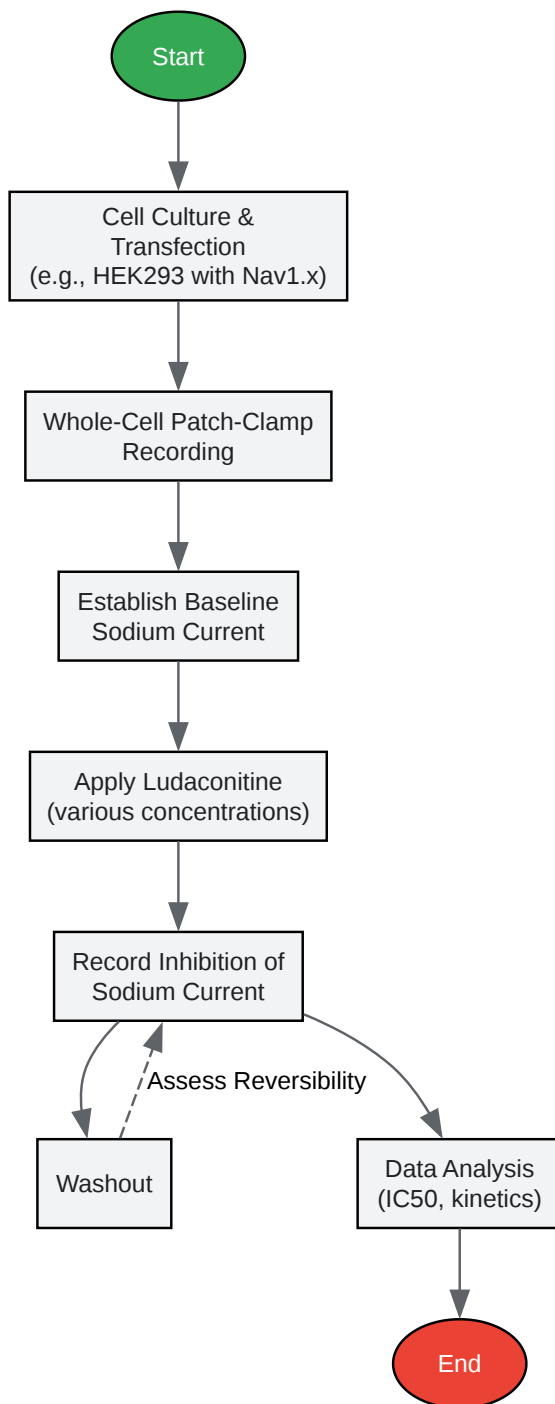 Start
Cell Culture &
Transfection
(e.g., HEK293 with Nav1.x)
Whole-Cell Patch-Clamp
Recording
Establish Baseline
Sodium Current
Apply Ludaconitine
(various concentrations)
Record Inhibition of
Sodium Current
Assess Reversibility
Washout
Data Analysis
(IC50, kinetics)
End